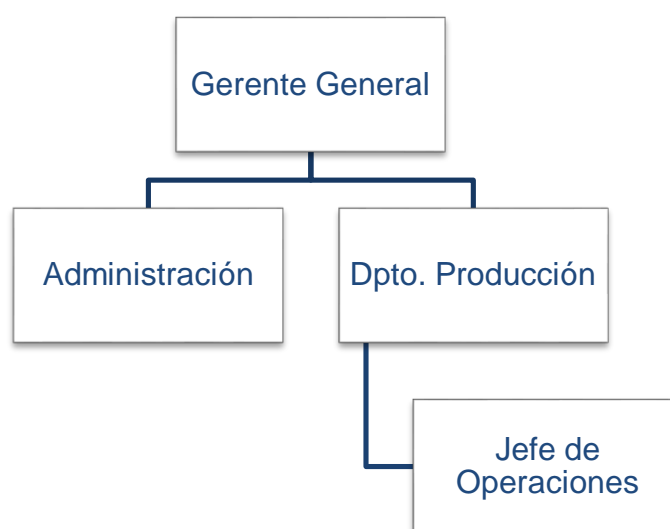 Gerente General
Administración
Dpto. Producción
Jefe de
Operaciones